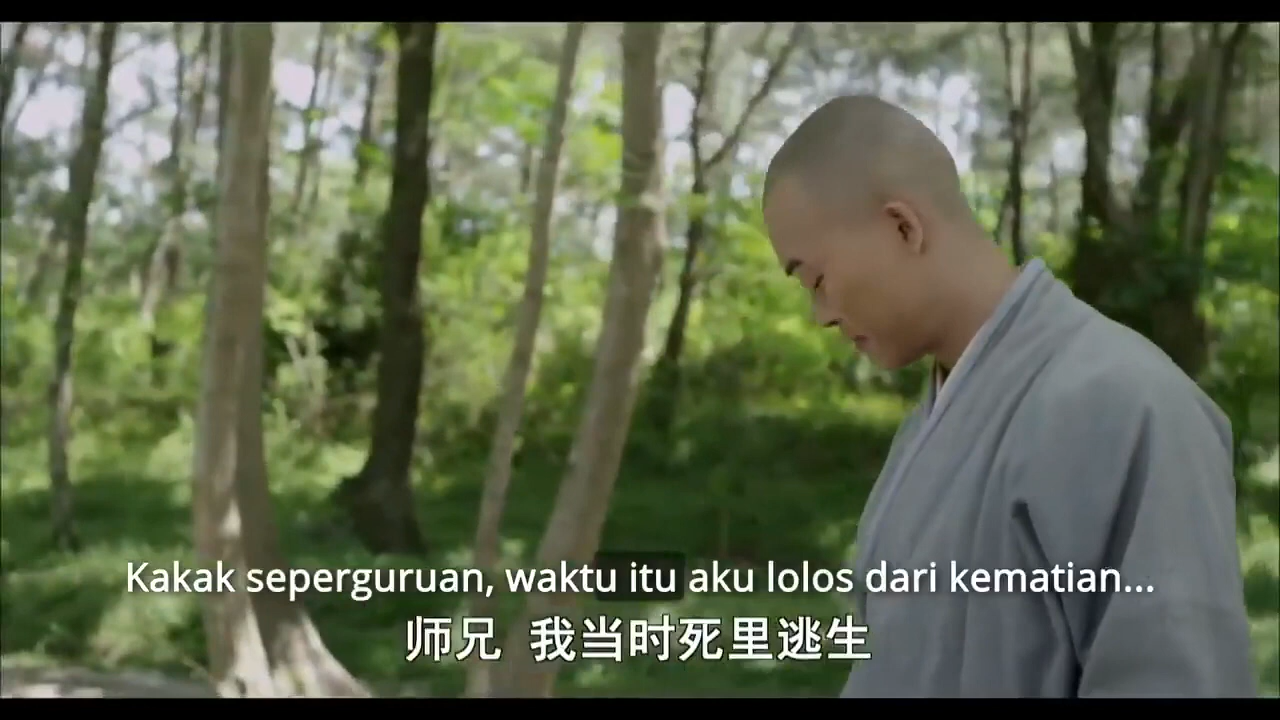 Kakak seperguruan, waktu itu aku lolos dari kematian...
师兄 我当时死里逃生